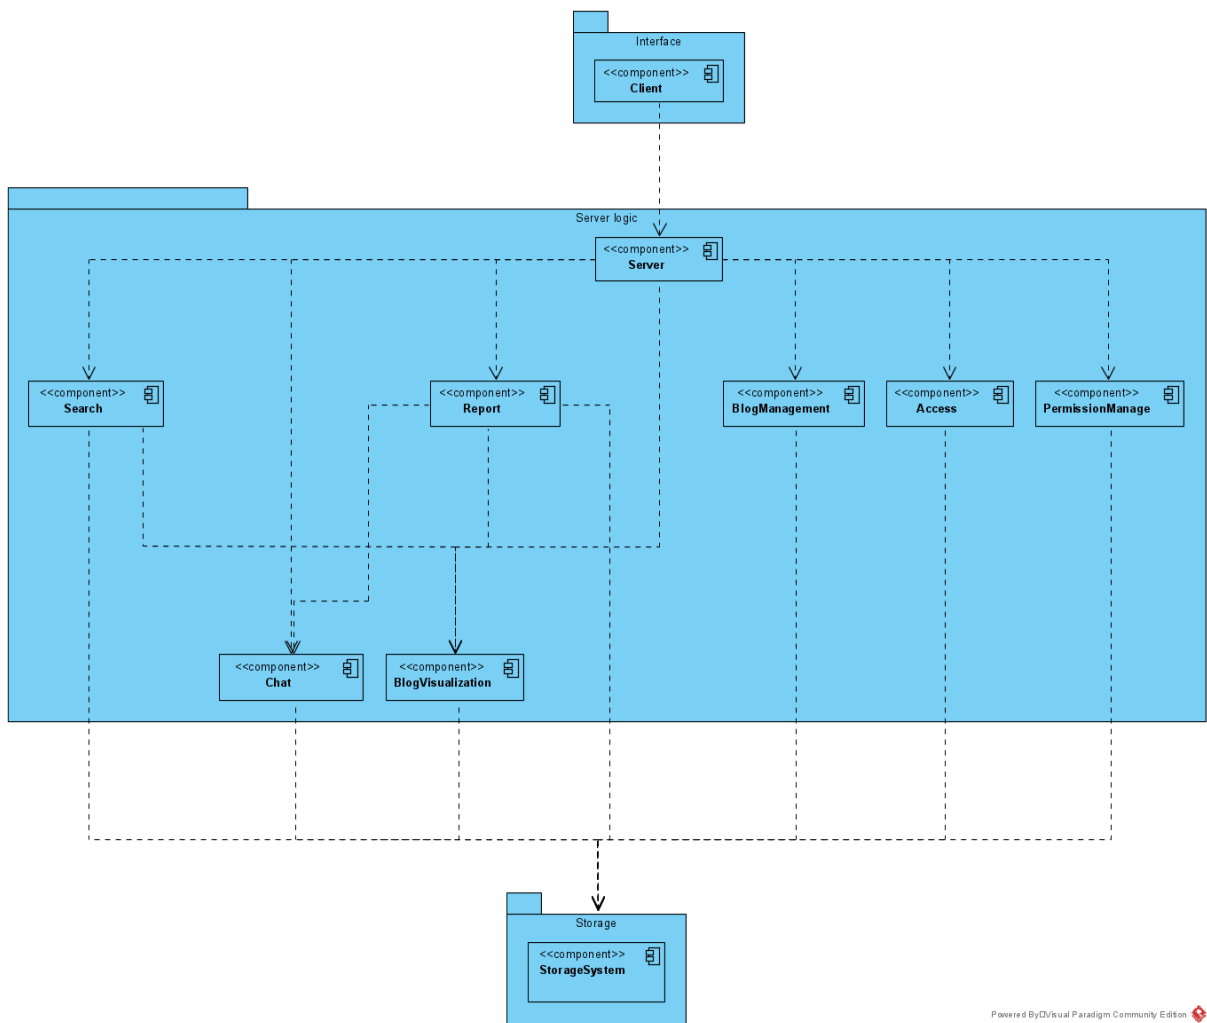 Interface
<<component>>
Client
Server logic
<<component>>
Server
<<component>>
Search
<<component>>
Report
<<component>>
BlogManagement
<<component>>
Access
<<component>>
PermissionManage
<<component>>
Chat
<<component>>
BlogVisualization
Storage
<<component>>
StorageSystem
Powered By□Visual Paradigm Community Edition